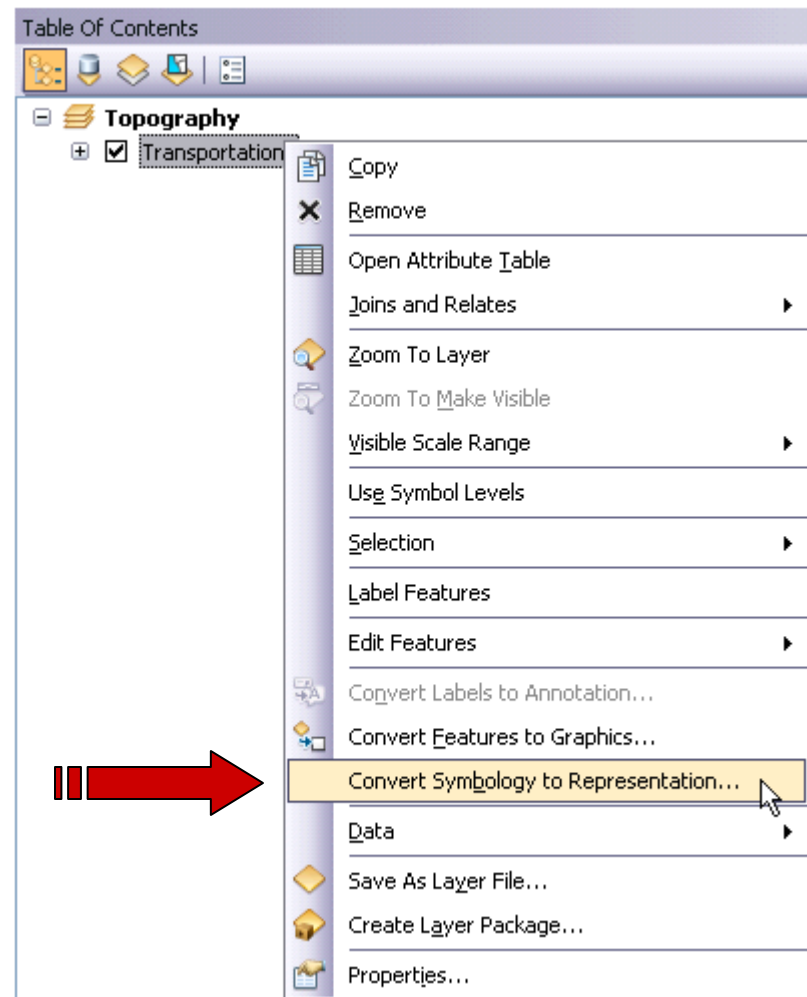 Table Of Contents
Topography
Transportation
Copy
Remove
Open Attribute Table
Joins and Relates
Zoom To Layer
Zoom To Make Visible
Visible Scale Range
Use Symbol Levels
Selection
Label Features
Edit Features
Convert Labels to Annotation...
Convert Features to Graphics...
Convert Symbology to Representation...
Data
Save As Layer File...
Create Layer Package...
Properties...